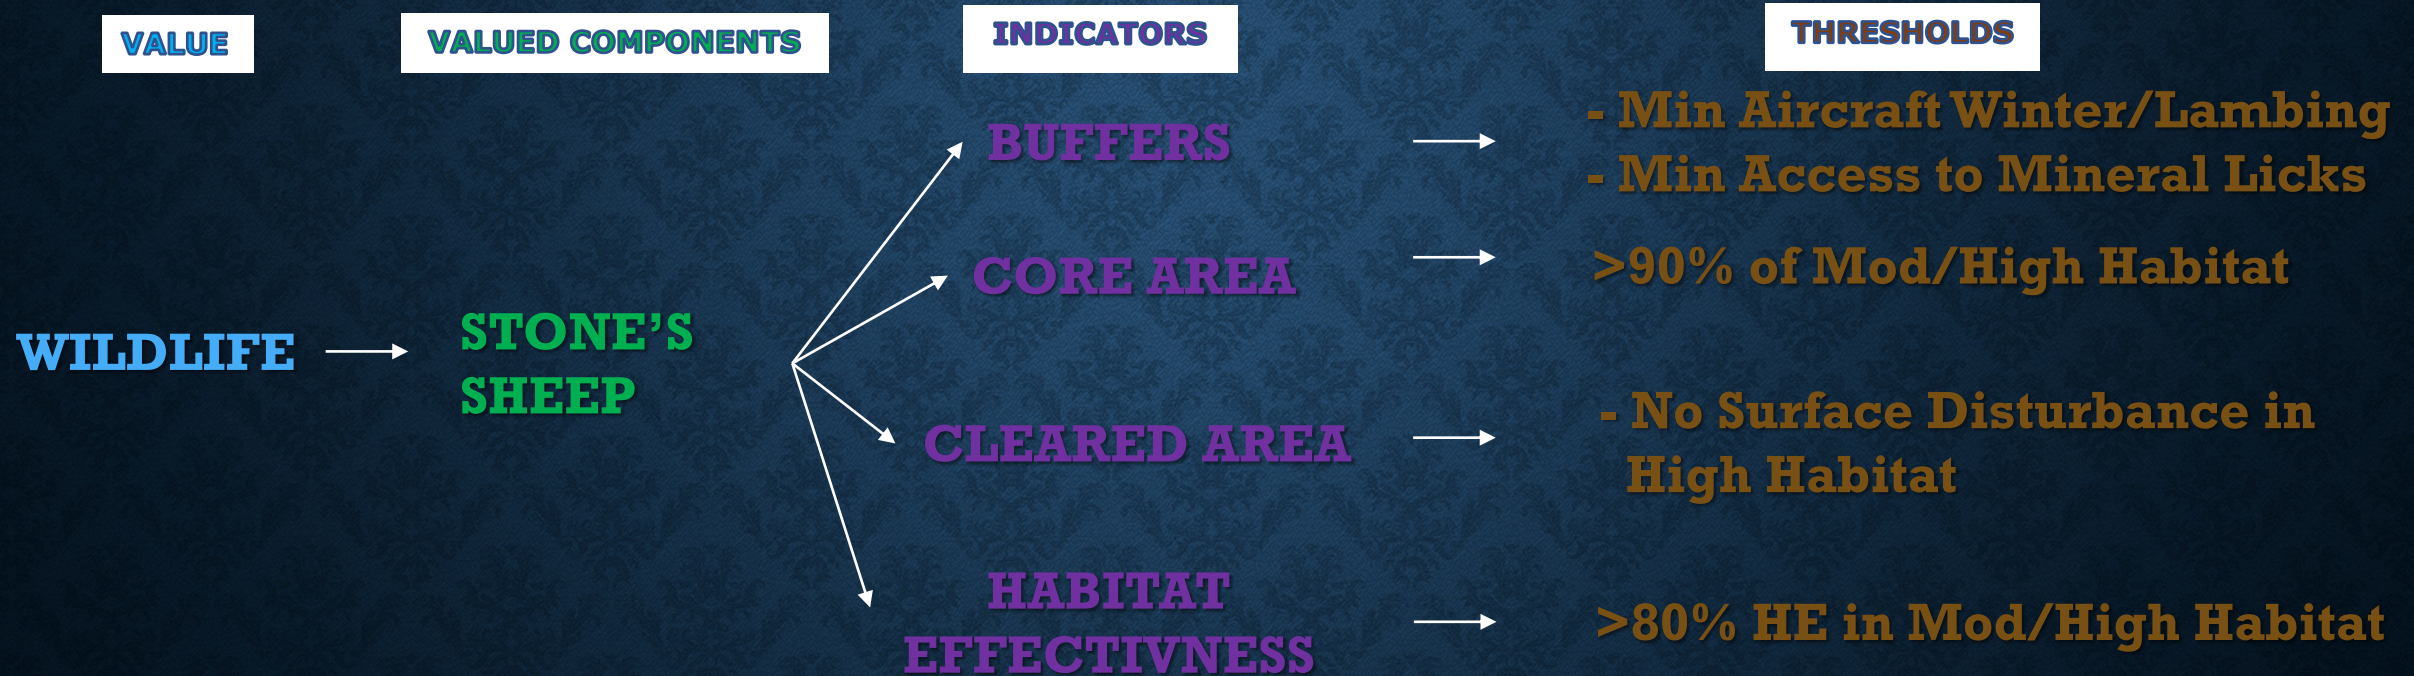 VALUE
VALUED COMPONENTS
INDICATORS
THRESHOLDS
WILDLIFE
STONE’S
SHEEP
BUFFERS
- Min Aircraft Winter/Lambing
- Min Access to Mineral Licks
CORE AREA
>90% of Mod/High Habitat
CLEARED AREA
- No Surface Disturbance in
High Habitat
HABITAT
EFFECTIVNESS
>80% HE in Mod/High Habitat